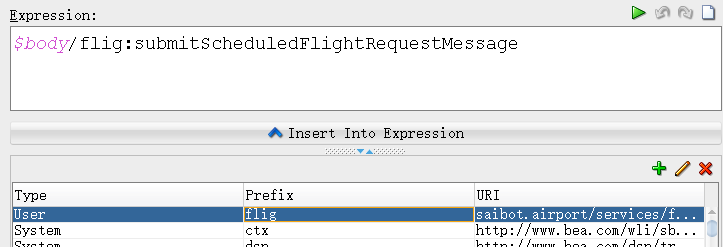 Expression:
$body/flig:submitScheduledFlightRequestMessage
Insert Into Expression
Type Prefix URI
User flig saibot.airport/services/f...
System ctx http://www.bea.com/wli/sb...
System dsp http://www.bea.com/dsp/tr...